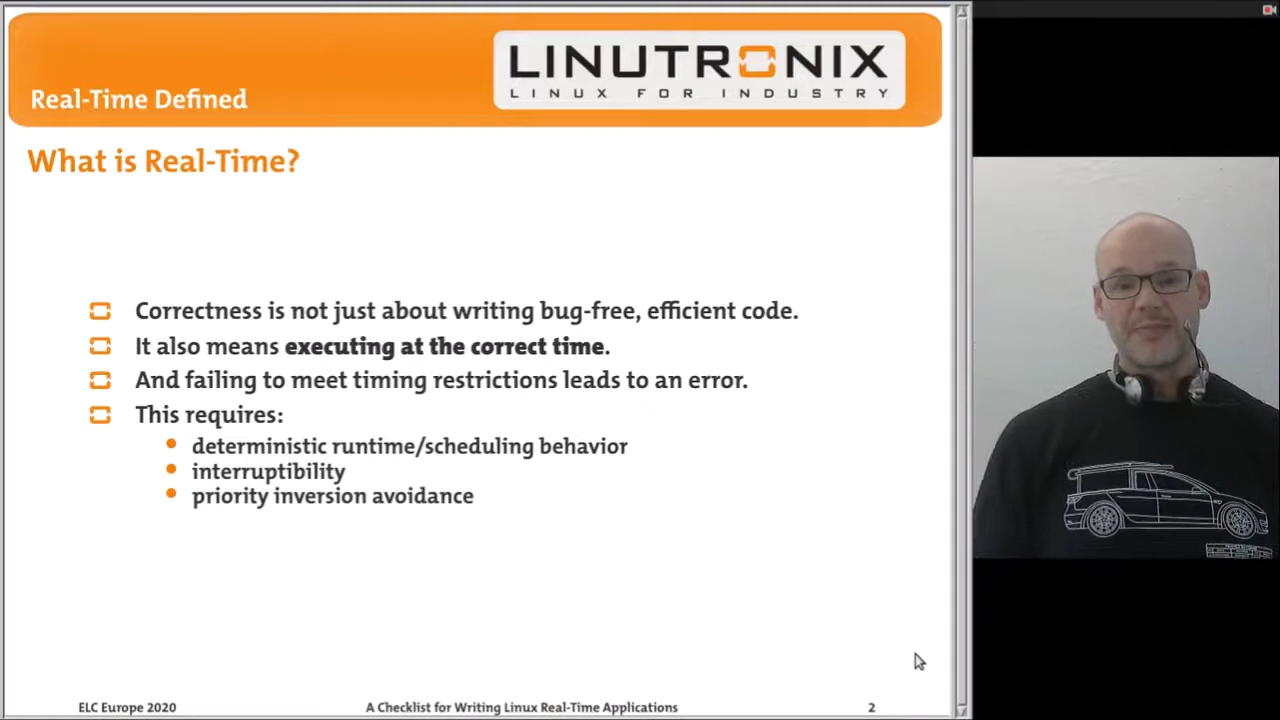 LINUTRONIX
LINUX FOR INDUSTRY
Real-Time Defined
What is Real-Time?
Correctness is not just about writing bug-free, efficient code.
It also means executing at the correct time.
And failing to meet timing restrictions leads to an error.
This requires:
deterministic runtime/scheduling behavior
interruptibility
priority inversion avoidance
ELC Europe 2020
A Checklist for Writing Linux Real-Time Applications
2